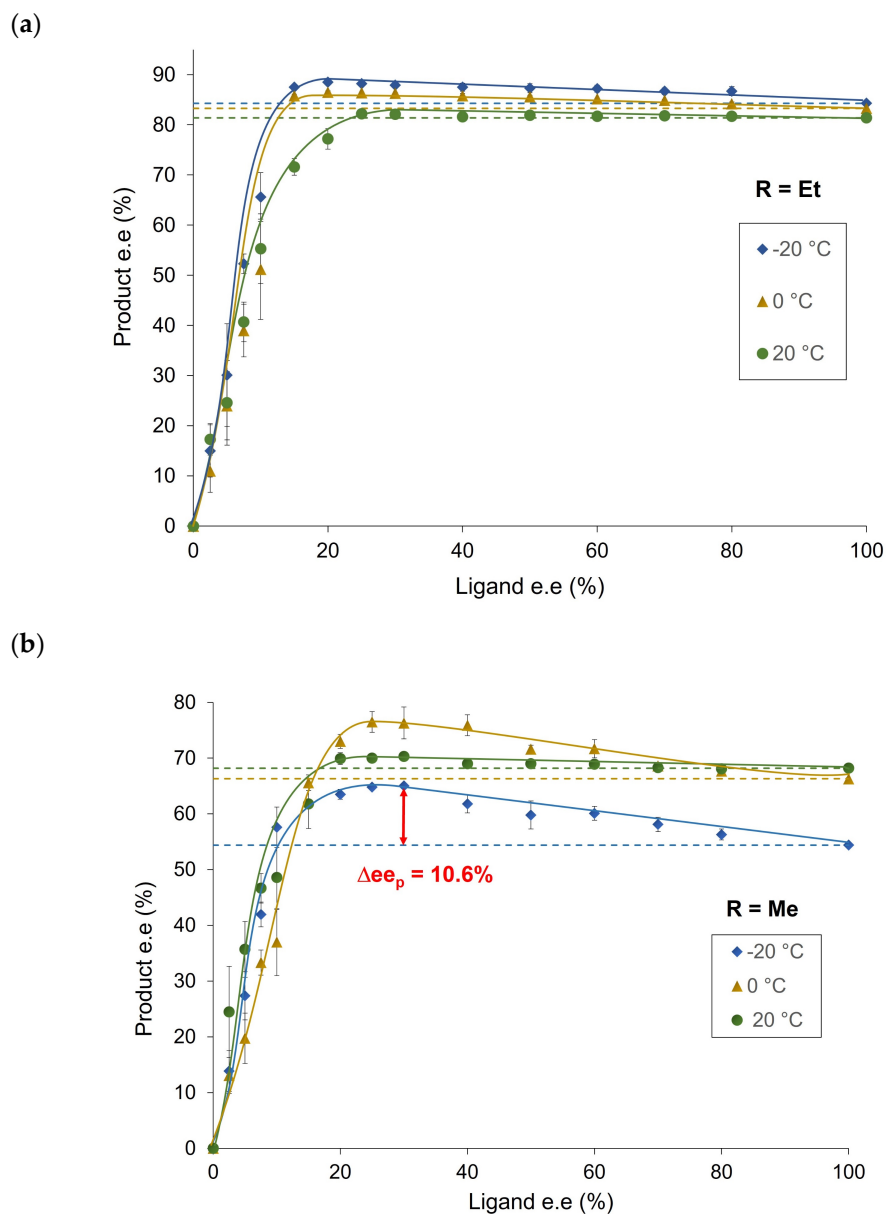 (a)
90
80
70
60
50
40
30
20
10
0
Product e.e (%)
R = Et
-20 °C
0 °C
20 °C
0 20 40 60 80 100
Ligand e.e (%)
(b)
80
70
60
50
40
30
20
10
0
Product e.e (%)
Δeeₚ = 10.6%
R = Me
-20 °C
0 °C
20 °C
0 20 40 60 80 100
Ligand e.e (%)